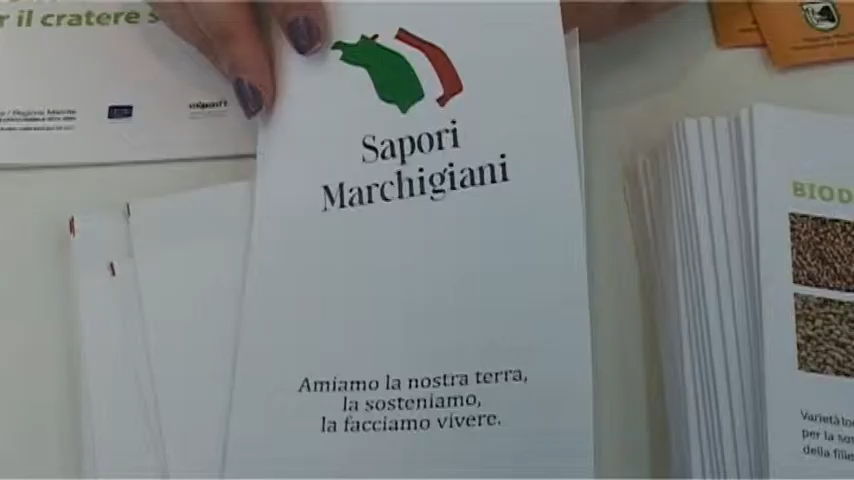 r il cratere s
Sapori
Marchigiani
Amiamo la nostra terra,
la sosteniamo,
la facciamo vivere.
BIOD
Varietà lo
per la so
della filie